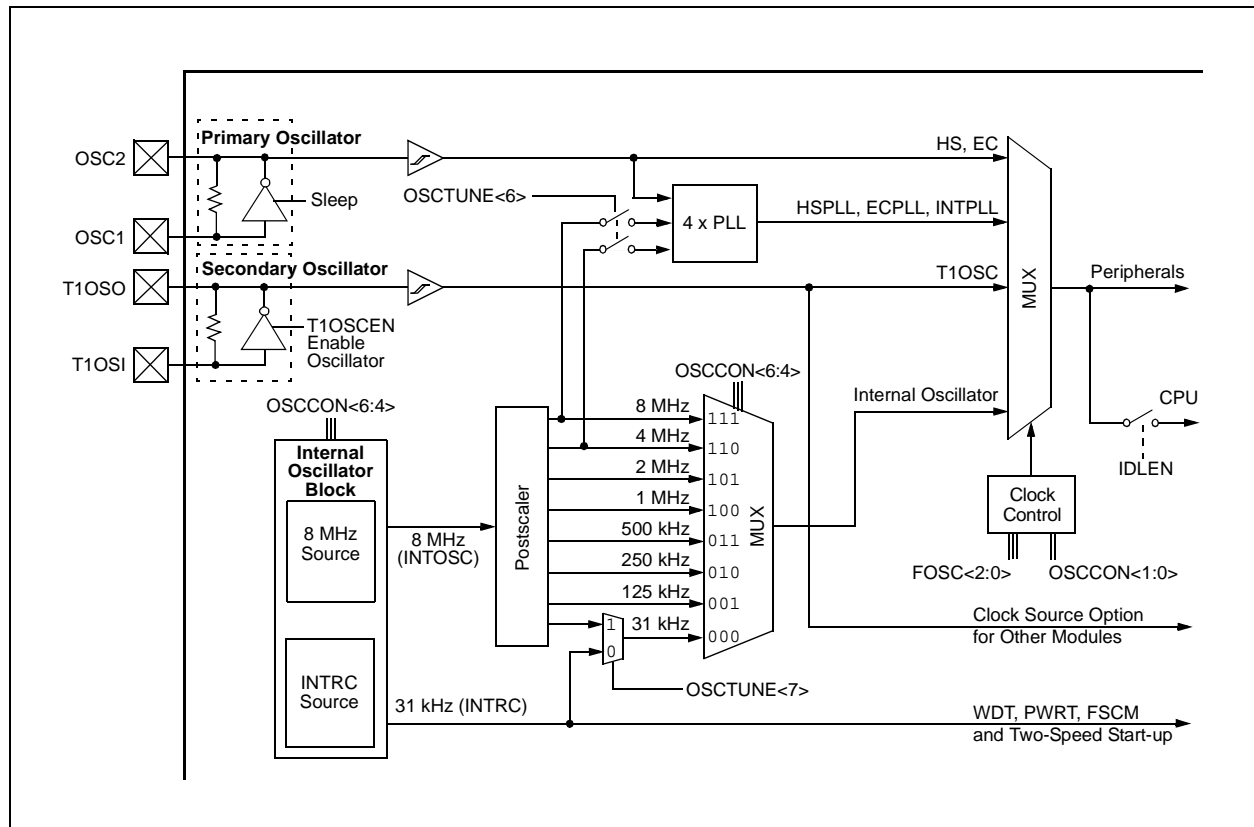 Primary Oscillator
OSC2
HS, EC
Sleep
OSCTUNE<6>
4 x PLL
HSPLL, ECPLL, INTPLL
OSC1
Secondary Oscillator
T1OSO
T1OSC
Peripherals
MUX
T1OSCEN
Enable
Oscillator
T1OSI
OSCCON<6:4>
Internal Oscillator
CPU
IDLEN
OSCCON<6:4>
Internal
Oscillator
Block
8 MHz
Source
8 MHz
(INTOSC)
Postscaler
8 MHz
111
4 MHz
110
2 MHz
101
1 MHz
100
500 kHz
011
250 kHz
010
125 kHz
001
1
31 kHz
000
0
MUX
Clock
Control
FOSC<2:0>
OSCCON<1:0>
Clock Source Option
for Other Modules
OSCTUNE<7>
INTRC
Source
31 kHz (INTRC)
WDT, PWRT, FSCM
and Two-Speed Start-up